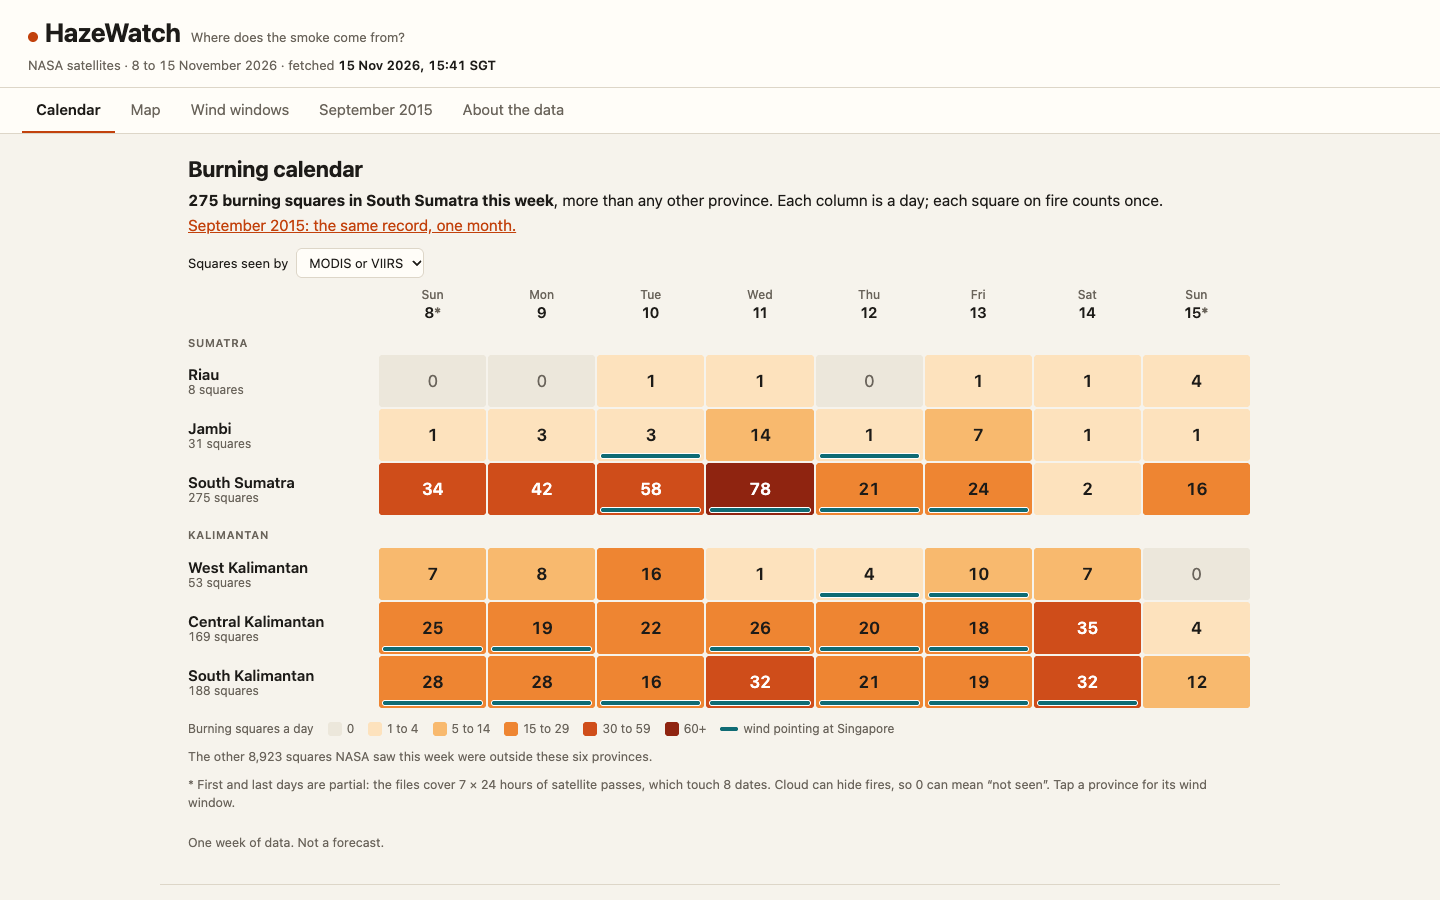 HazeWatch Where does the smoke come from?
NASA satellites · 8 to 15 November 2026 · fetched 15 Nov 2026, 15:41 SGT
Calendar Map Wind windows September 2015 About the data
Burning calendar
275 burning squares in South Sumatra this week, more than any other province. Each column is a day; each square on fire counts once.
September 2015: the same record, one month.
Squares seen by MODIS or VIIRS
Sun Mon Tue Wed Thu Fri Sat Sun
8* 9 10 11 12 13 14 15*
SUMATRA
Riau 0 0 1 1 0 1 1 4
8 squares
Jambi 1 3 3 14 1 7 1 1
31 squares
South Sumatra 34 42 58 78 21 24 2 16
275 squares
KALIMANTAN
West Kalimantan 7 8 16 1 4 10 7 0
53 squares
Central Kalimantan 25 19 22 26 20 18 35 4
169 squares
South Kalimantan 28 28 16 32 21 19 32 12
188 squares
Burning squares a day 0 1 to 4 5 to 14 15 to 29 30 to 59 60+ wind pointing at Singapore
The other 8,923 squares NASA saw this week were outside these six provinces.
* First and last days are partial: the files cover 7 × 24 hours of satellite passes, which touch 8 dates. Cloud can hide fires, so 0 can mean “not seen”. Tap a province for its wind
window.
One week of data. Not a forecast.